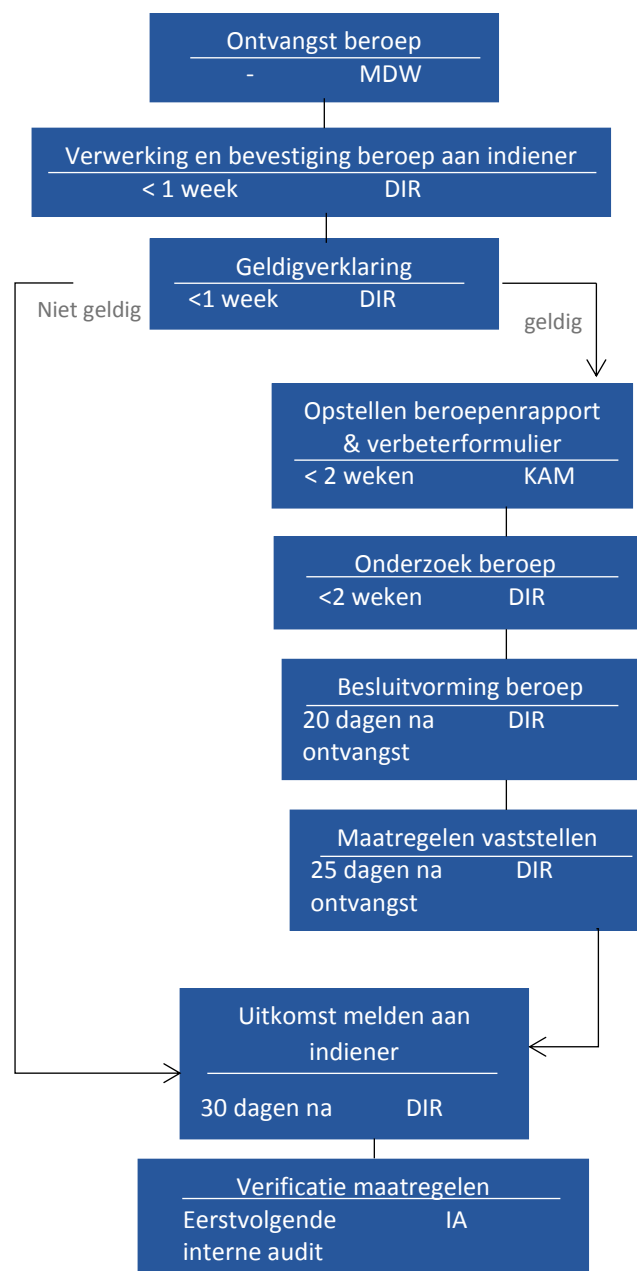 Ontvangst beroep
- MDW
Verwerking en bevestiging beroep aan indiener
< 1 week DIR
Geldigverklaring
<1 week DIR
Niet geldig
geldig
Opstellen beroepenrapport
& verbeterformulier
< 2 weken KAM
Onderzoek beroep
<2 weken DIR
Besluitvorming beroep
20 dagen na DIR
ontvangst
Maatregelen vaststellen
25 dagen na DIR
ontvangst
Uitkomst melden aan
indiener
30 dagen na DIR
Verificatie maatregelen
Eerstvolgende IA
interne audit